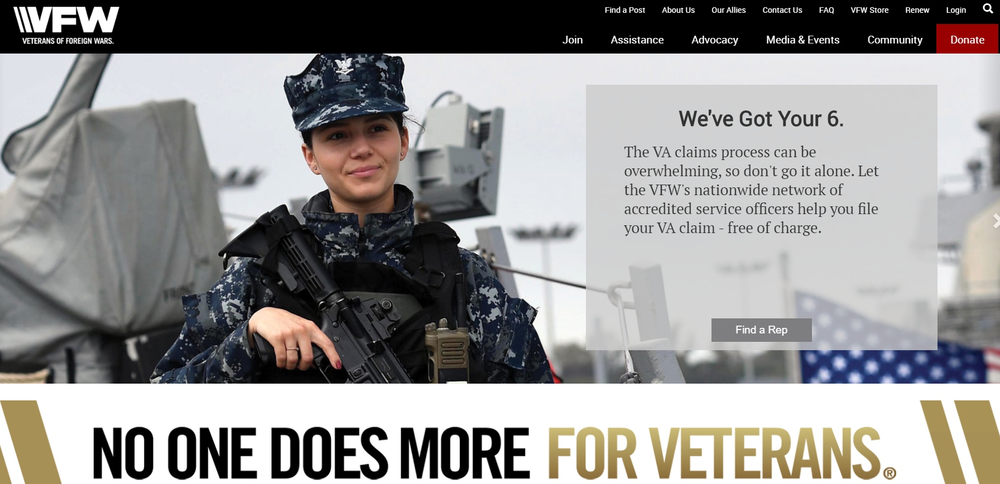 VFW
VETERANS OF FOREIGN WARS.
Find a Post About Us Our Allies Contact Us FAQ VFW Store Renew Login
Join Assistance Advocacy Media & Events Community Donate
We've Got Your 6.
The VA claims process can be
overwhelming, so don't go it alone. Let
the VFW's nationwide network of
accredited service officers help you file
your VA claim - free of charge.
Find a Rep
NO ONE DOES MORE FOR VETERANS.®